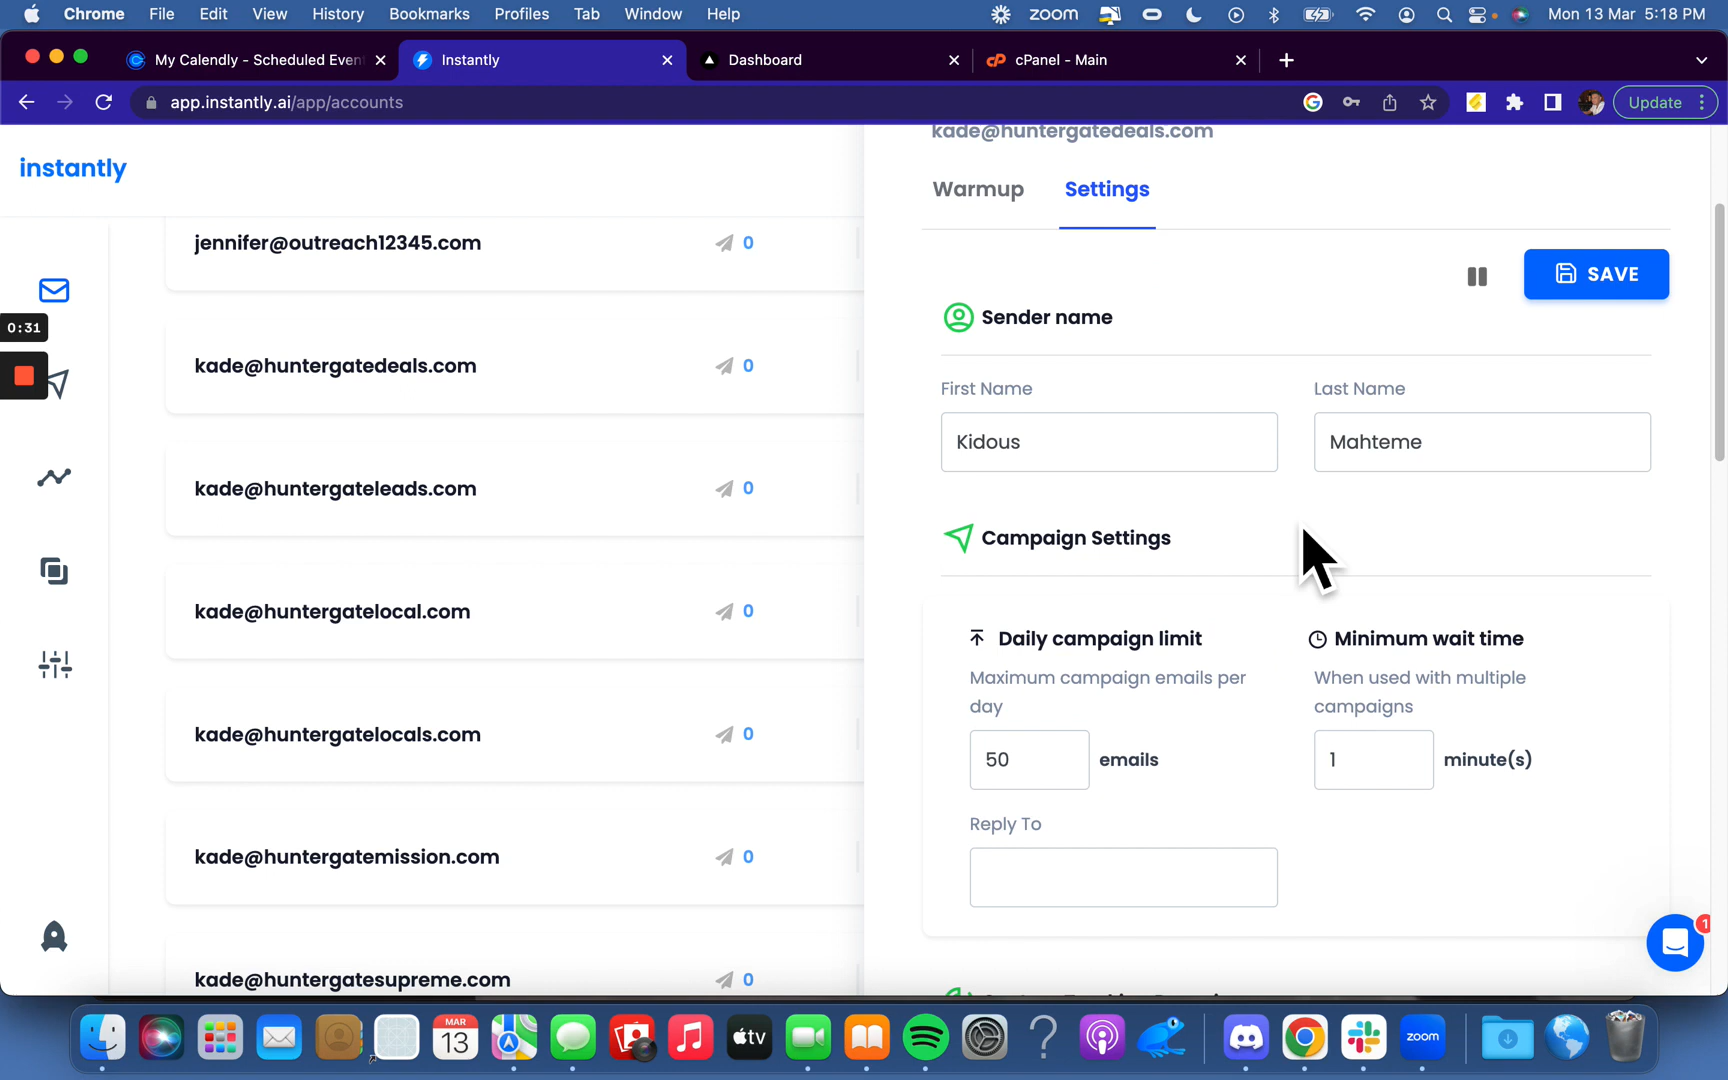 Chrome File Edit View History Bookmarks Profiles Tab Window Help zoom Mon 13 Mar 5:18 PM
My Calendly - Scheduled Even Instantly Dashboard cPanel - Main
app.instantly.ai/app/accounts Update
kade@huntergatedeals.com
instantly
Warmup Settings
jennifer@outreach12345.com 0
SAVE
Sender name
0:31
kade@huntergatedeals.com 0
First Name Last Name
Kidous Mahteme
kade@huntergateleads.com 0
Campaign Settings
kade@huntergatelocal.com 0
Daily campaign limit Minimum wait time
Maximum campaign emails per day
When used with multiple campaigns
kade@huntergatelocals.com 0
50 emails 1 minute(s)
Reply To
kade@huntergatemission.com 0
1
kade@huntergatesupreme.com 0
MAR
13
tv
zoom